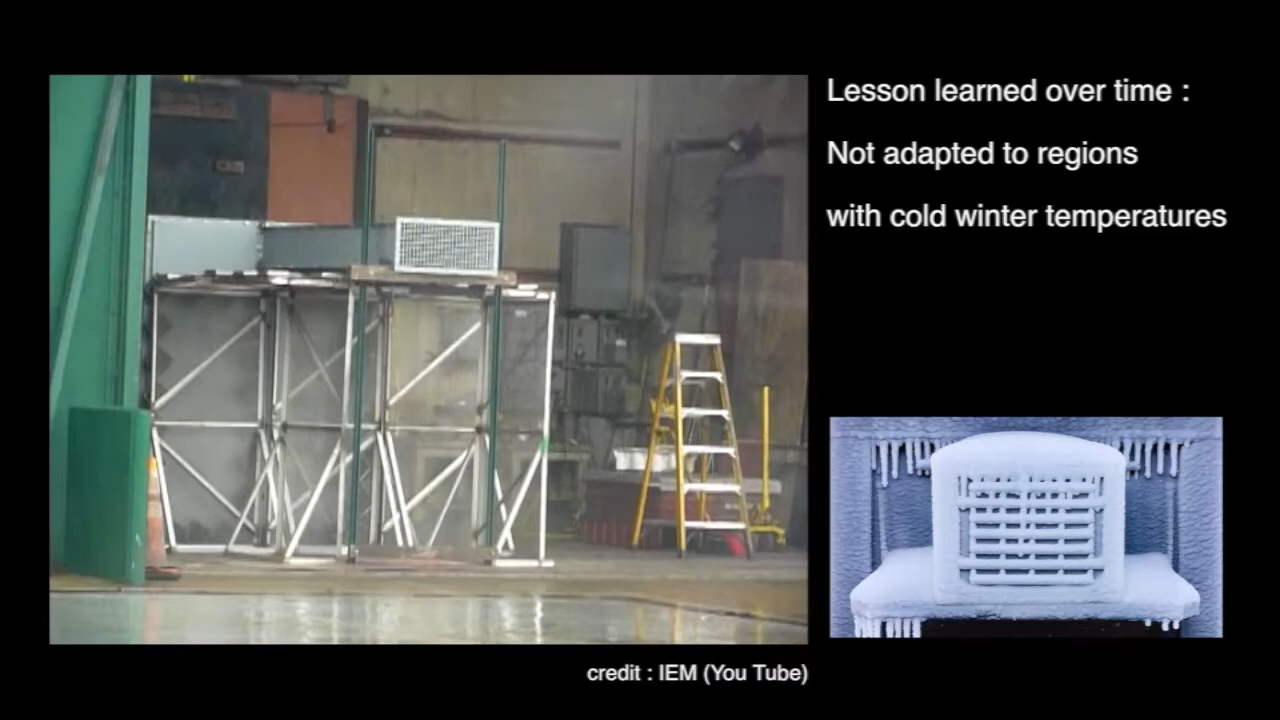 Lesson learned over time :
Not adapted to regions
with cold winter temperatures
credit : IEM (You Tube)